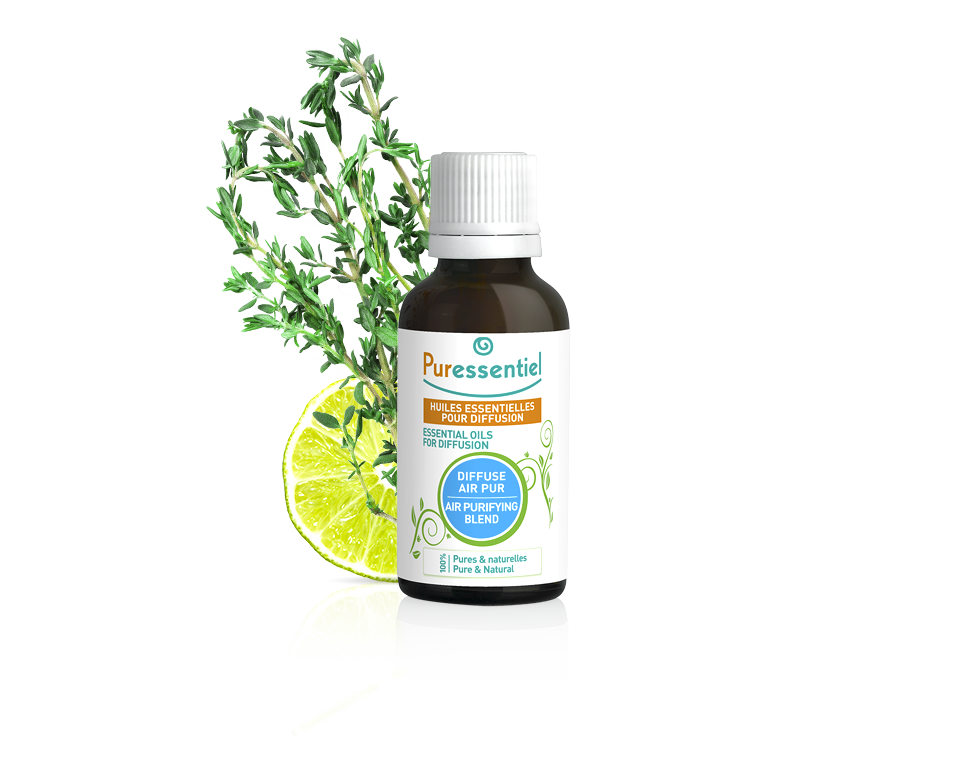 Puressentiel
HUILES ESSENTIELLES
POUR DIFFUSION
ESSENTIAL OILS
FOR DIFFUSION
DIFFUSE
AIR PUR
AIR PURIFYING
BLEND
100%
Pures & naturelles
Pure & Natural